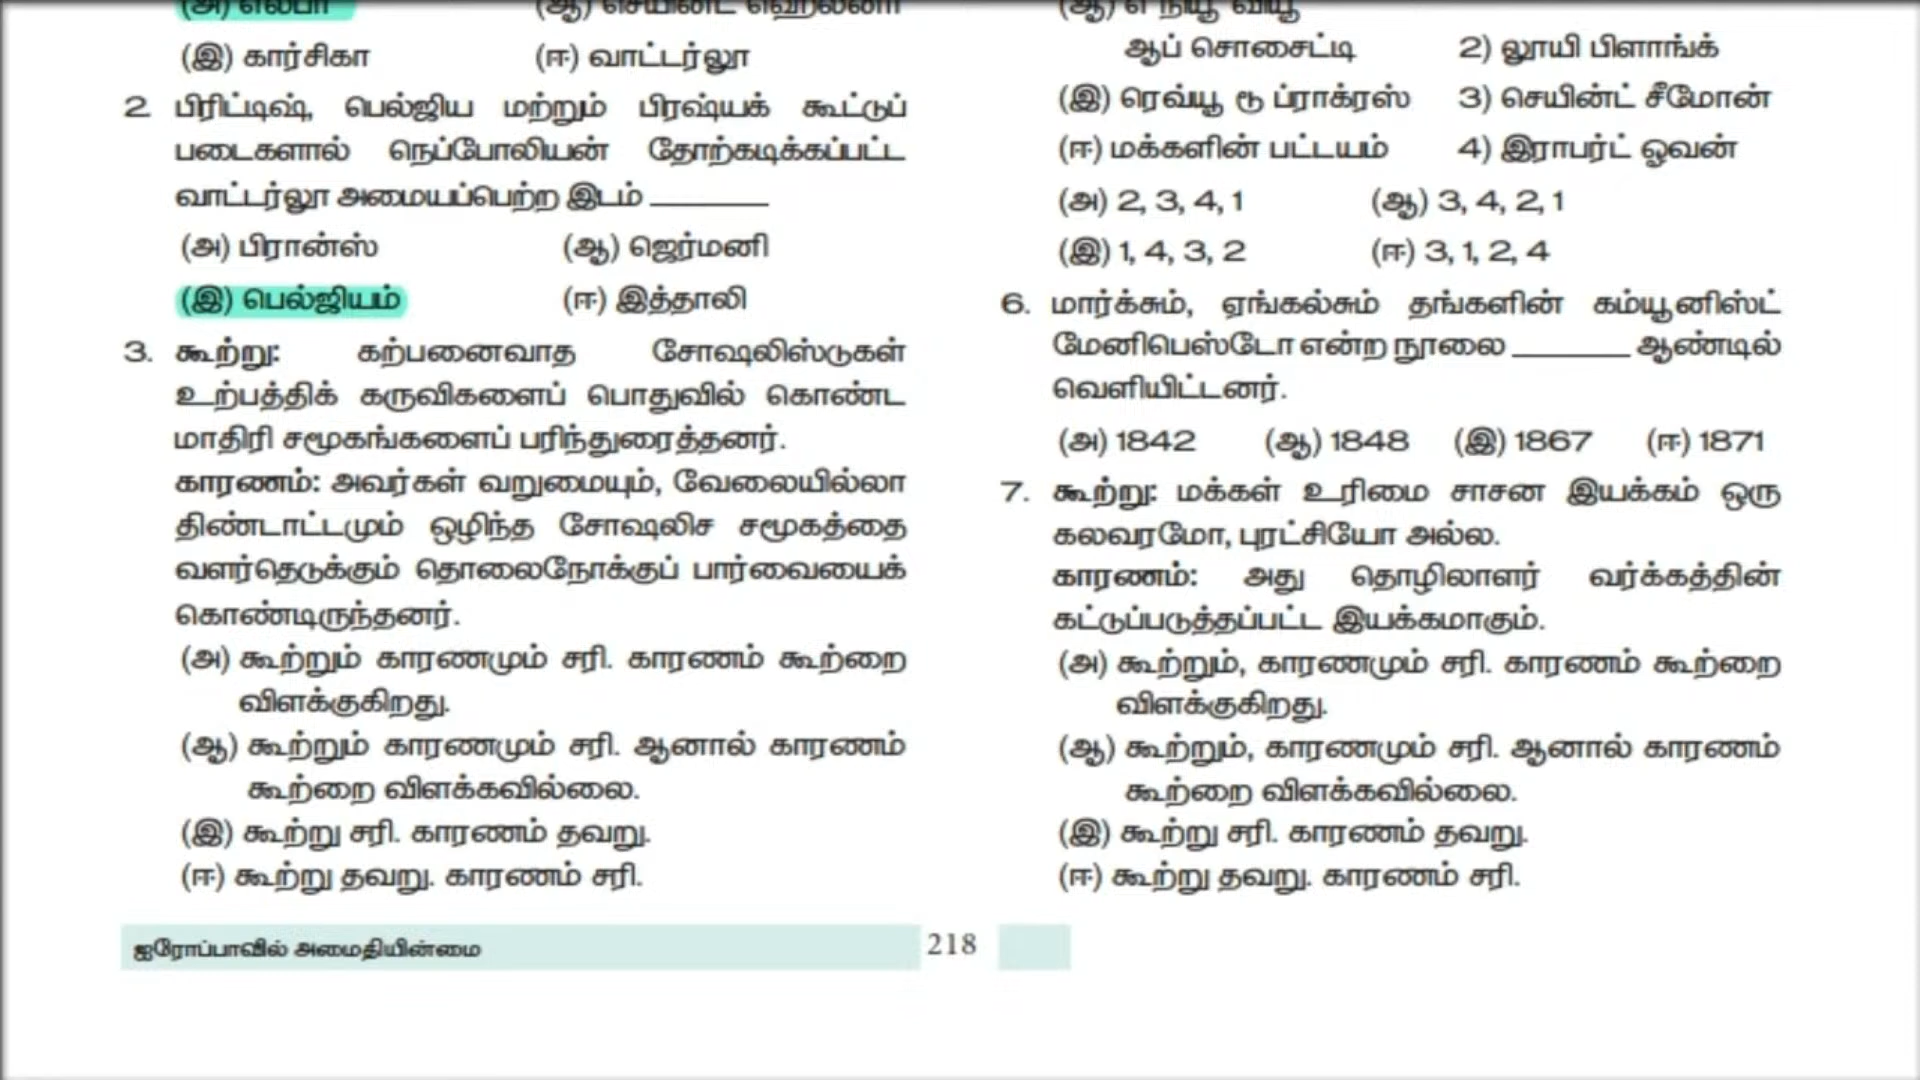 (அ) எல்பா (ஆ) செயின்ட் ஹெலனா
(இ) கார்சிகா (ஈ) வாட்டர்லூ
2. பிரிட்டிஷ், பெல்ஜிய மற்றும் பிரஷ்யக் கூட்டுப்
படைகளால் நெப்போலியன் தோற்கடிக்கப்பட்ட
வாட்டர்லூ அமையப்பெற்ற இடம் ________
(அ) பிரான்ஸ் (ஆ) ஜெர்மனி
(இ) பெல்ஜியம் (ஈ) இத்தாலி
3. கூற்று: கற்பனைவாத சோஷலிஸ்டுகள்
உற்பத்திக் கருவிகளைப் பொதுவில் கொண்ட
மாதிரி சமூகங்களைப் பரிந்துரைத்தனர்.
காரணம்: அவர்கள் வறுமையும், வேலையில்லா
திண்டாட்டமும் ஒழிந்த சோஷலிச சமூகத்தை
வளர்தெடுக்கும் தொலைநோக்குப் பார்வையைக்
கொண்டிருந்தனர்.
(அ) கூற்றும் காரணமும் சரி. காரணம் கூற்றை
விளக்குகிறது.
(ஆ) கூற்றும் காரணமும் சரி. ஆனால் காரணம்
கூற்றை விளக்கவில்லை.
(இ) கூற்று சரி. காரணம் தவறு.
(ஈ) கூற்று தவறு. காரணம் சரி.
(ஆ) எ நியூ வியூ
ஆப் சொசைட்டி 2) லூயி பிளாங்க்
(இ) ரெவ்யூ டூ ப்ராக்ரஸ் 3) செயின்ட் சீமோன்
(ஈ) மக்களின் பட்டயம் 4) இராபர்ட் ஓவன்
(அ) 2, 3, 4, 1 (ஆ) 3, 4, 2, 1
(இ) 1, 4, 3, 2 (ஈ) 3, 1, 2, 4
6. மார்க்சும், ஏங்கல்சும் தங்களின் கம்யூனிஸ்ட்
மேனிபெஸ்டோ என்ற நூலை ________ ஆண்டில்
வெளியிட்டனர்.
(அ) 1842 (ஆ) 1848 (இ) 1867 (ஈ) 1871
7. கூற்று: மக்கள் உரிமை சாசன இயக்கம் ஒரு
கலவரமோ, புரட்சியோ அல்ல.
காரணம்: அது தொழிலாளர் வர்க்கத்தின்
கட்டுப்படுத்தப்பட்ட இயக்கமாகும்.
(அ) கூற்றும், காரணமும் சரி. காரணம் கூற்றை
விளக்குகிறது.
(ஆ) கூற்றும், காரணமும் சரி. ஆனால் காரணம்
கூற்றை விளக்கவில்லை.
(இ) கூற்று சரி. காரணம் தவறு.
(ஈ) கூற்று தவறு. காரணம் சரி.
ஐரோப்பாவில் அமைதியின்மை 218